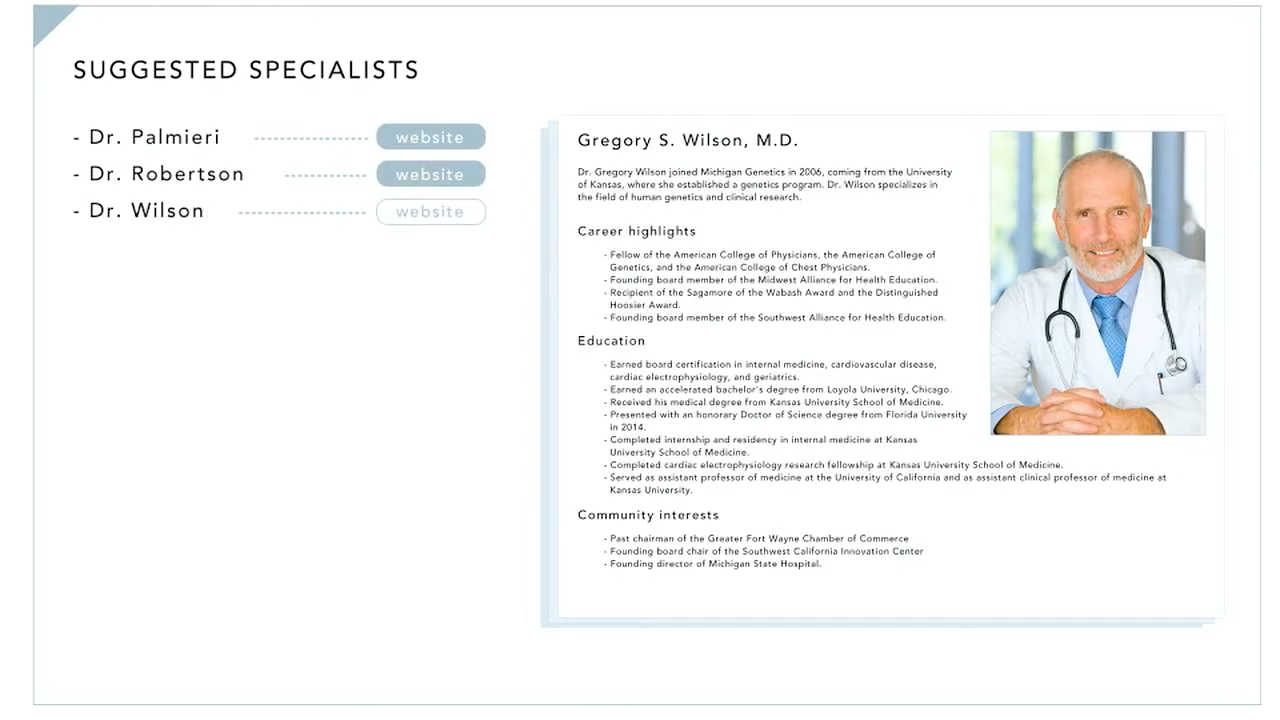 SUGGESTED SPECIALISTS
- Dr. Palmieri
website
- Dr. Robertson
website
- Dr. Wilson
website
Gregory S. Wilson, M.D.
Dr. Gregory Wilson joined Michigan Genetics in 2006, coming from the University
of Kansas, where she established a genetics program. Dr. Wilson specializes in
the field of human genetics and clinical research.
Career highlights
- Fellow of the American College of Physicians, the American College of
Genetics, and the American College of Chest Physicians.
- Founding board member of the Midwest Alliance for Health Education.
- Recipient of the Sagamore of the Wabash Award and the Distinguished
Hoosier Award.
- Founding board member of the Southwest Alliance for Health Education.
Education
- Earned board certification in internal medicine, cardiovascular disease,
cardiac electrophysiology, and geriatrics.
- Earned an accelerated bachelor's degree from Loyola University, Chicago.
- Received his medical degree from Kansas University School of Medicine.
- Presented with an honorary Doctor of Science degree from Florida University
in 2014.
- Completed internship and residency in internal medicine at Kansas
University School of Medicine.
- Completed cardiac electrophysiology research fellowship at Kansas University School of Medicine.
- Served as assistant professor of medicine at the University of California and as assistant clinical professor of medicine at
Kansas University.
Community interests
- Past chairman of the Greater Fort Wayne Chamber of Commerce
- Founding board chair of the Southwest California Innovation Center
- Founding director of Michigan State Hospital.